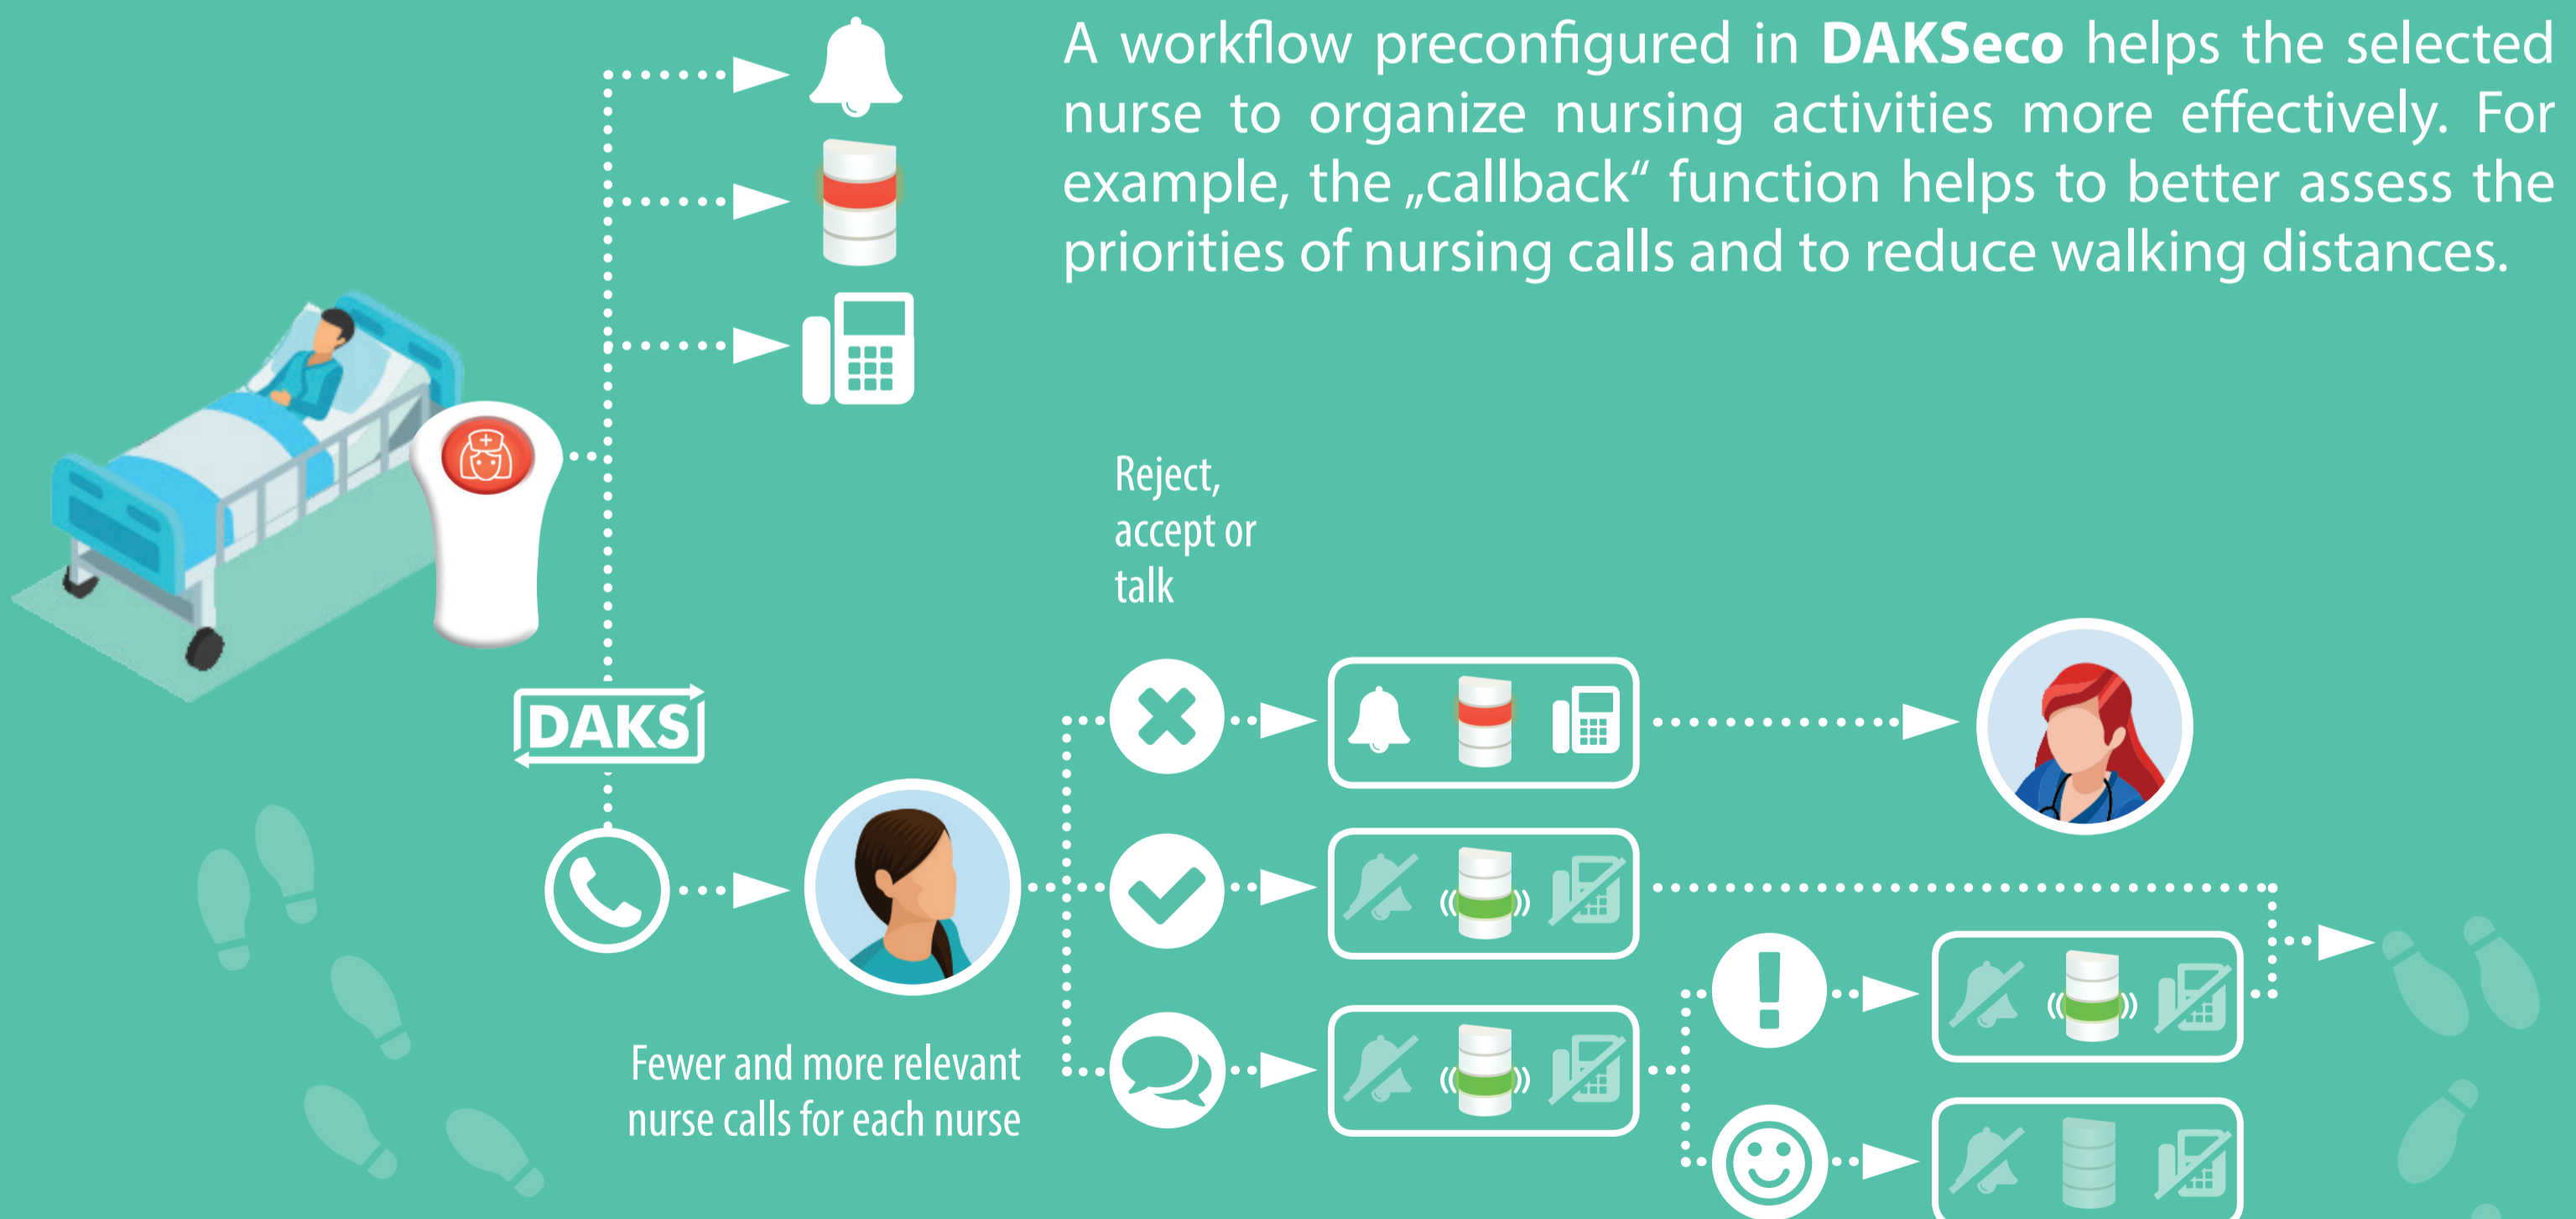 A workflow preconfigured in DAKSeco helps the selected
nurse to organize nursing activities more effectively. For
example, the „callback“ function helps to better assess the
priorities of nursing calls and to reduce walking distances.
Reject,
accept or
talk
DAKS
Fewer and more relevant
nurse calls for each nurse